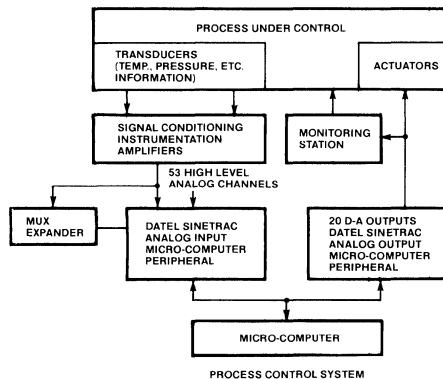 PROCESS UNDER CONTROL
TRANSDUCERS
(TEMP., PRESSURE, ETC.
INFORMATION)
ACTUATORS
SIGNAL CONDITIONING
INSTRUMENTATION
AMPLIFIERS
MONITORING
STATION
53 HIGH LEVEL
ANALOG CHANNELS
MUX
EXPANDER
DATEL SINETRAC
ANALOG INPUT
MICRO-COMPUTER
PERIPHERAL
20 D-A OUTPUTS
DATEL SINETRAC
ANALOG OUTPUT
MICRO-COMPUTER
PERIPHERAL
MICRO-COMPUTER
PROCESS CONTROL SYSTEM